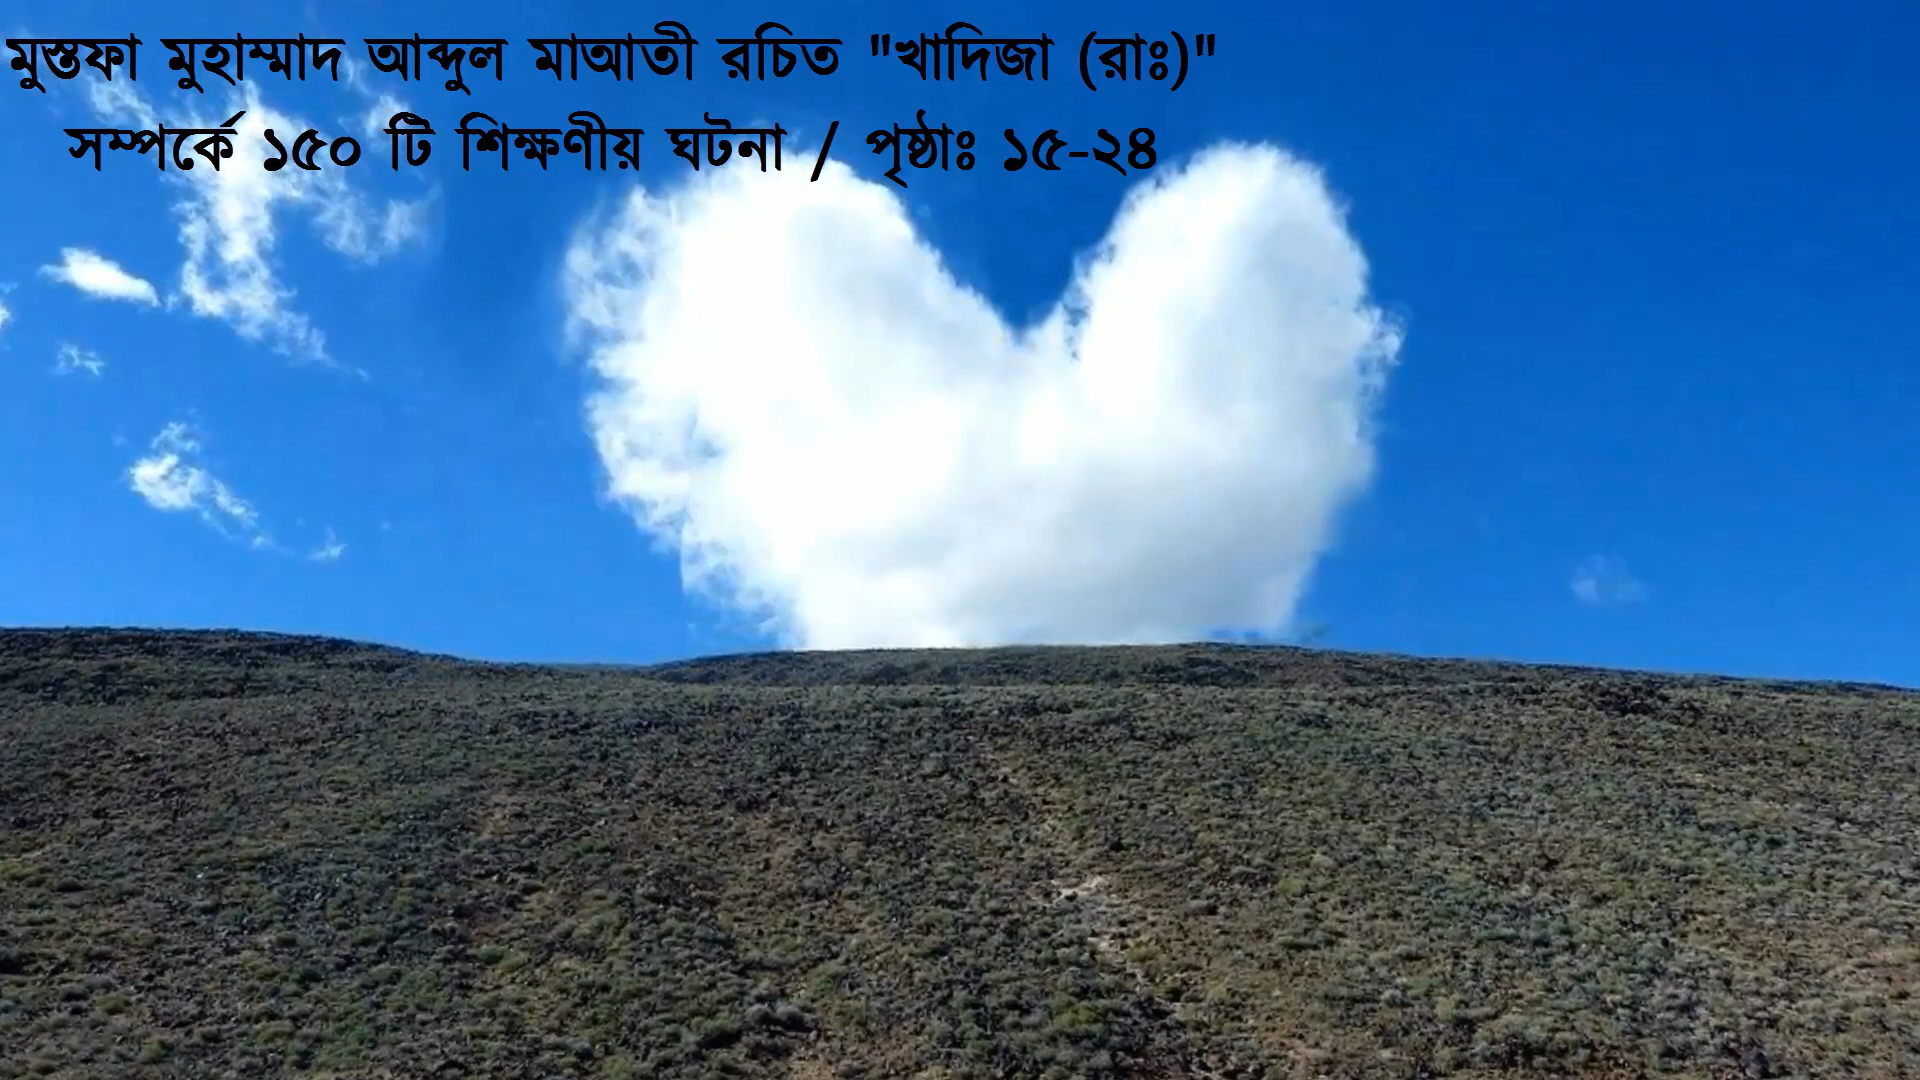 মুস্তফা মুহাম্মাদ আব্দুল মাআতী রচিত "খাদিজা (রাঃ)"
সম্পর্কে ১৫০ টি শিক্ষণীয় ঘটনা / পৃষ্ঠাঃ ১৫-২৪